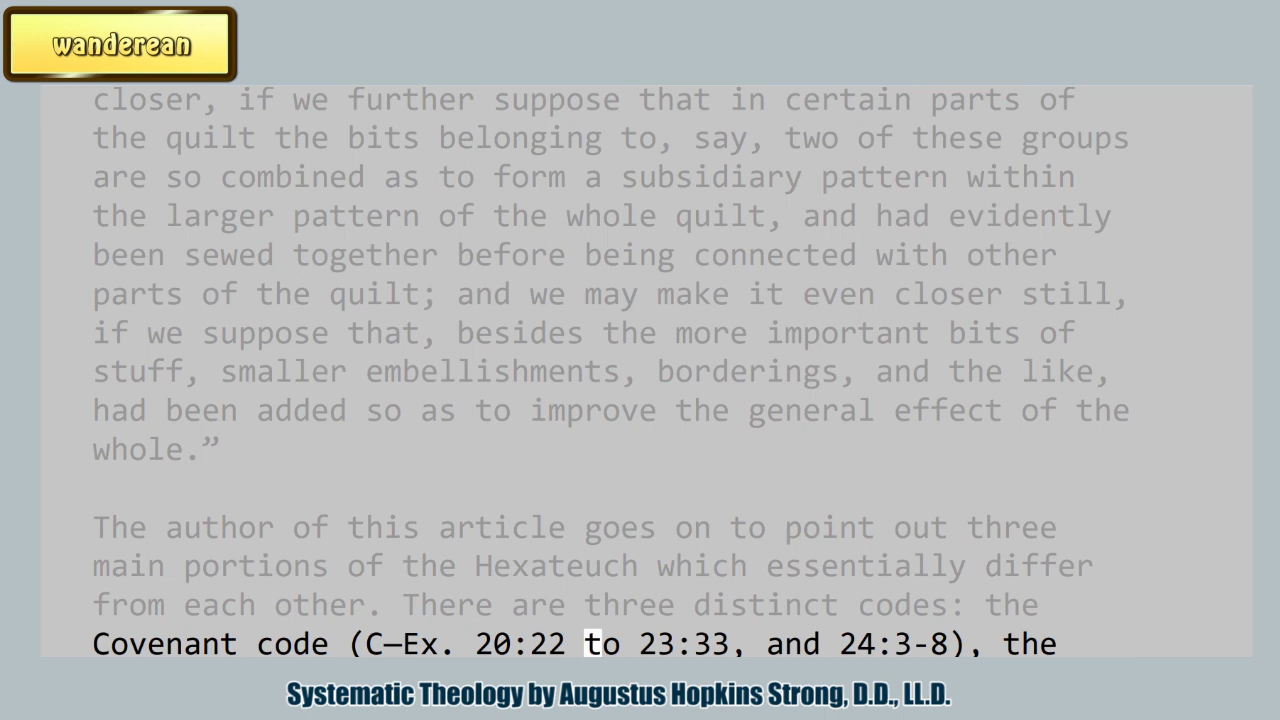 wanderean
closer, if we further suppose that in certain parts of
the quilt the bits belonging to, say, two of these groups
are so combined as to form a subsidiary pattern within
the larger pattern of the whole quilt, and had evidently
been sewed together before being connected with other
parts of the quilt; and we may make it even closer still,
if we suppose that, besides the more important bits of
stuff, smaller embellishments, borderings, and the like,
had been added so as to improve the general effect of the
whole.”
The author of this article goes on to point out three
main portions of the Hexateuch which essentially differ
from each other. There are three distinct codes: the
Covenant code (C—Ex. 20:22 to 23:33, and 24:3-8), the
Systematic Theology by Augustus Hopkins Strong, D.D., LL.D.